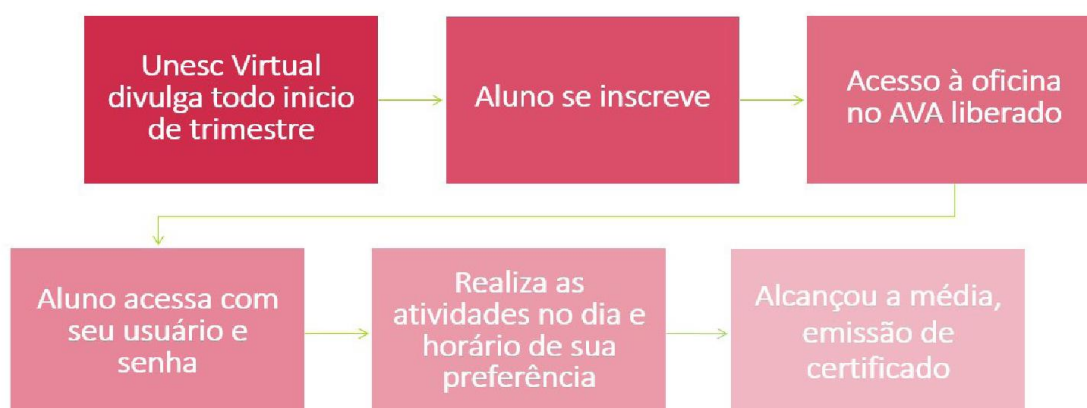 Unesc Virtual
divulga todo inicio
de trimestre
Aluno se inscreve
Acesso à oficina
no AVA liberado
Aluno acessa com
seu usuário e
senha
Realiza as
atividades no dia e
horário de sua
preferência
Alcançou a média,
emissão de
certificado